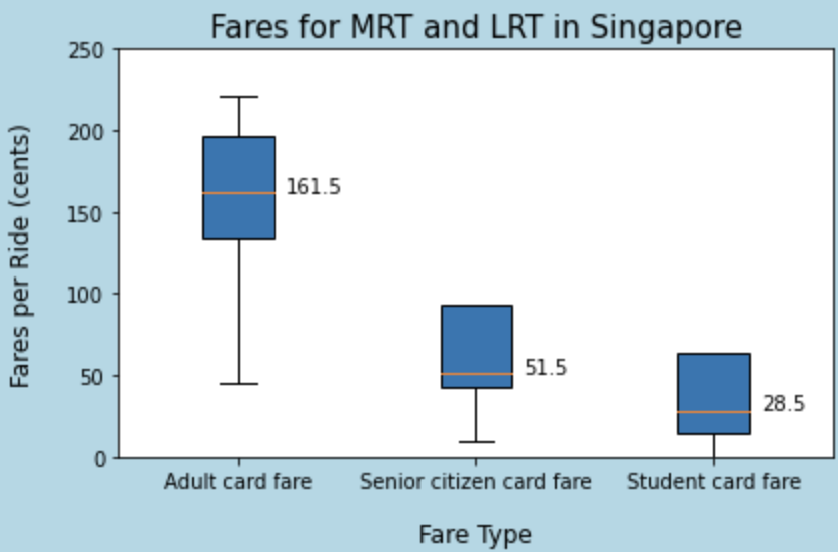 Fares for MRT and LRT in Singapore
Fares per Ride (cents)
250
200
150
100
50
0
161.5
51.5
28.5
Adult card fare
Senior citizen card fare
Student card fare
Fare Type